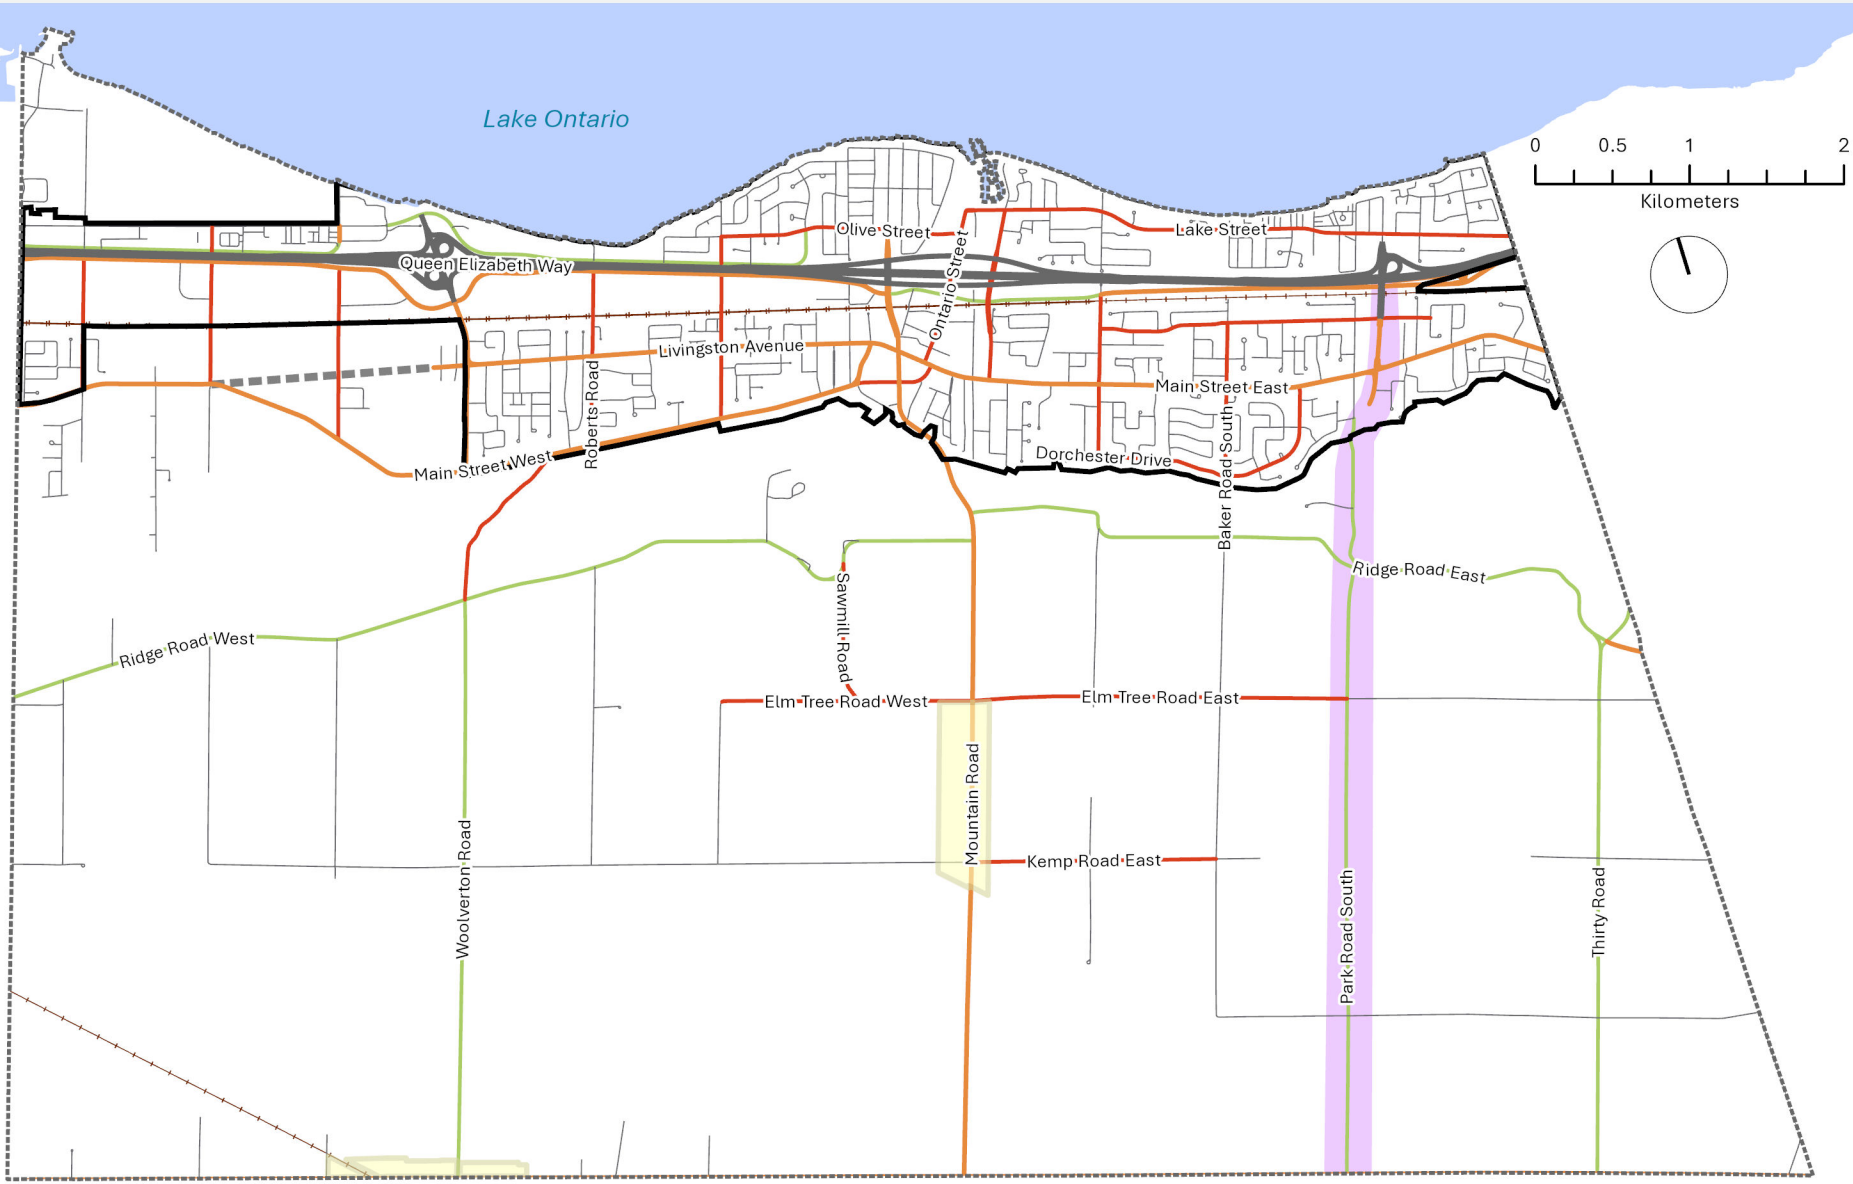 Lake Ontario
0 0.5 1 2
Kilometers
Olive Street
Lake Street
Ontario Street
Queen Elizabeth Way
Livingston Avenue
Main Street East
Roberts Road
Main Street West
Dorchester Drive
Baker Road South
Ridge Road East
Sawmill Road
Ridge Road West
Elm Tree Road West
Elm Tree Road East
Mountain Road
Kemp Road East
Woolverton Road
Park Road South
Thirty Road